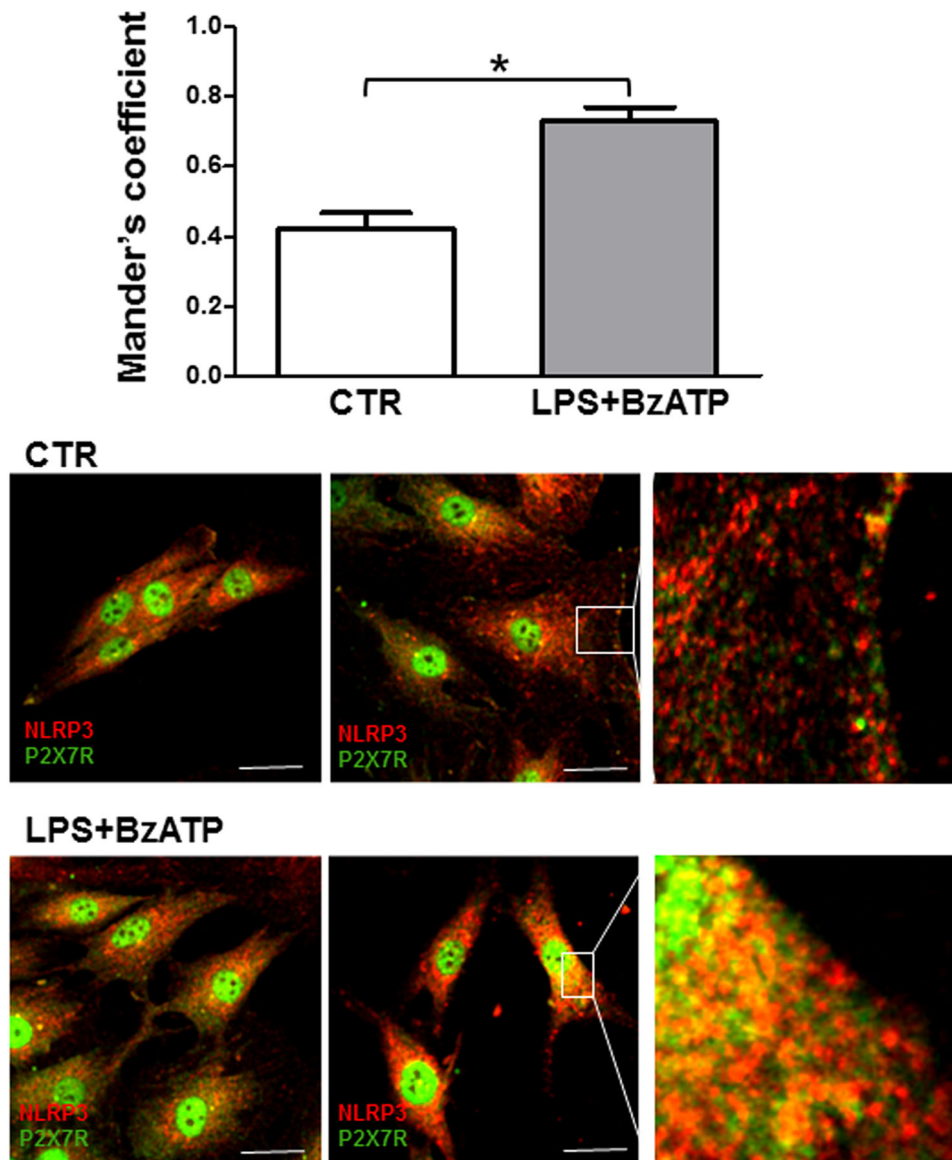 1.0
0.8
0.6
0.4
0.2
0.0
Mander's coefficient
*
CTR LPS+BzATP
CTR
NLRP3
P2X7R
NLRP3
P2X7R
LPS+BzATP
NLRP3
P2X7R
NLRP3
P2X7R